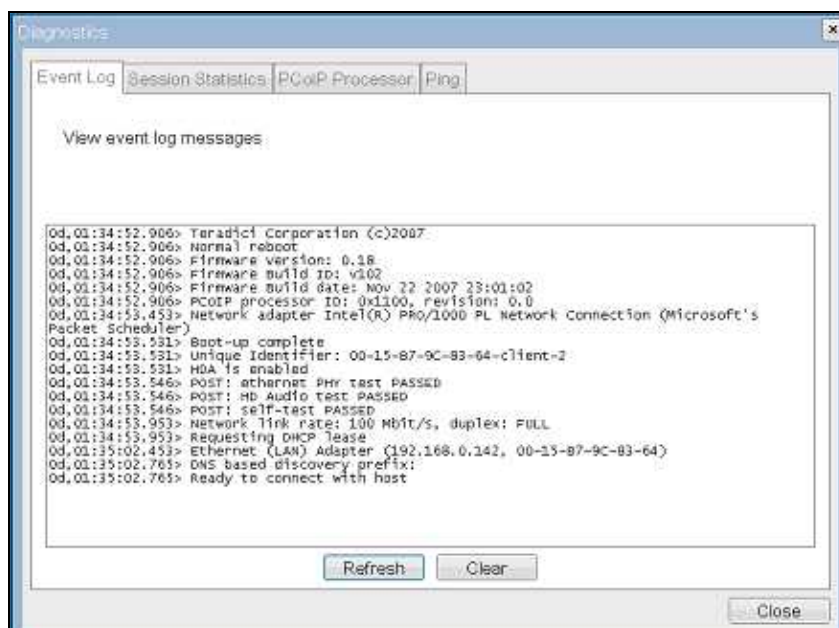 Diagnostics
Event Log Session Statistics PCoIP Processor Ping
View event log messages
0d,01:34:52.906> Teradici Corporation (c)2007
0d,01:34:52.906> Normal reboot
0d,01:34:52.906> Firmware version: 0.18
0d,01:34:52.906> Firmware Build ID: v102
0d,01:34:52.906> Firmware Build date: Nov 22 2007 23:01:02
0d,01:34:52.906> PCoIP processor ID: 0x1100, revision: 0.0
0d,01:34:53.453> Network adapter Intel(R) PRO/1000 PL Network Connection (Microsoft's
Packet Scheduler)
0d,01:34:53.531> Boot-up complete
0d,01:34:53.531> Unique Identifier: 00-15-B7-9C-83-64-client-2
0d,01:34:53.531> HDA is enabled
0d,01:34:53.546> POST: ethernet PHY test PASSED
0d,01:34:53.546> POST: HD Audio test PASSED
0d,01:34:53.546> POST: self-test PASSED
0d,01:34:53.953> Network link rate: 100 Mbit/s, duplex: FULL
0d,01:34:53.953> Requesting DHCP lease
0d,01:35:02.453> Ethernet (LAN) Adapter (192.168.0.142, 00-15-B7-9C-83-64)
0d,01:35:02.765> DNS based discovery prefix:
0d,01:35:02.765> Ready to connect with host
Refresh Clear
Close